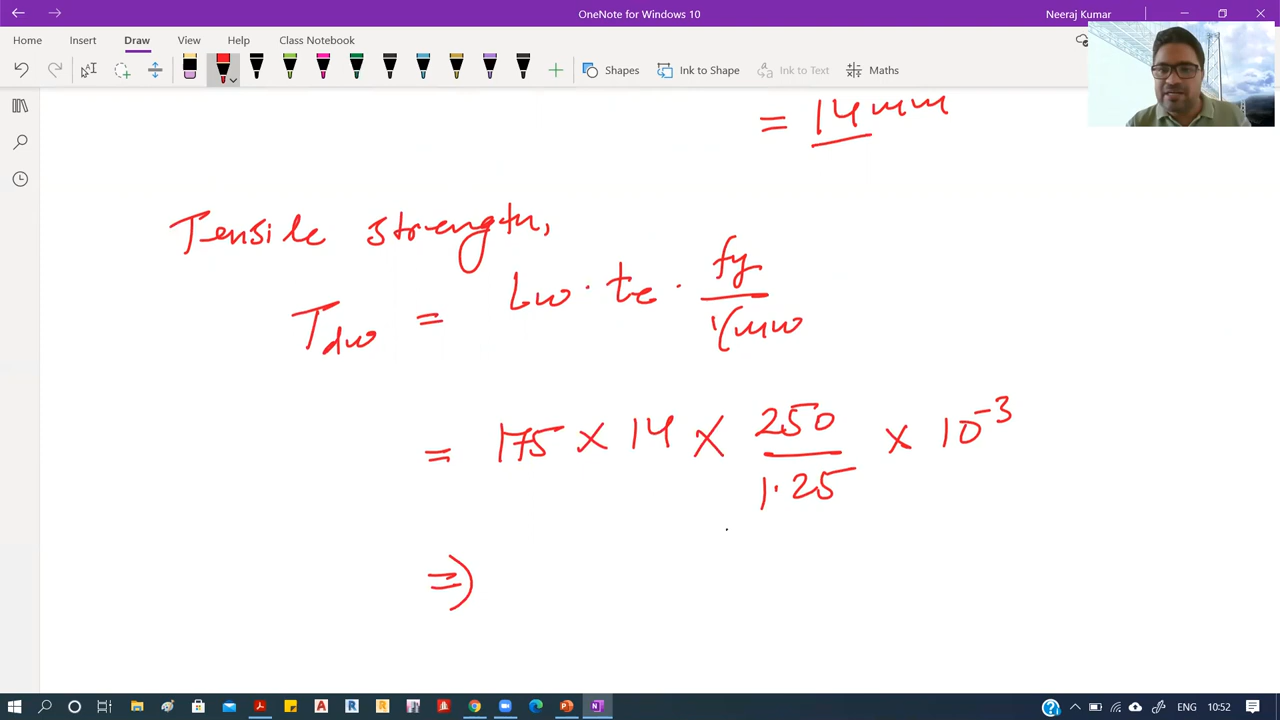 OneNote for Windows 10
Neeraj Kumar
Home Insert Draw View Help Class Notebook
Shapes Ink to Shape Ink to Text Maths
= 14mm
Tensile strength,
Tdw = Lw · te · fy / γmw
= 175 × 14 × 250 / 1.25 × 10⁻³
⇒
ENG 10:52